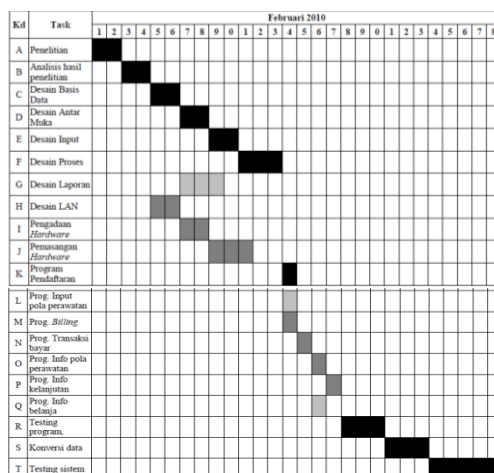 Kd Task Februari 2010
1 2 3 4 5 6 7 8 9 0 1 2 3 4 5 6 7 8 9 0 1 2 3 4 5 6 7 8
A Penelitian
B Analisis hasil
penelitian
C Desain Basis
Data
D Desain Antar
Muka
E Desain Input
F Desain Proses
G Desain Laporan
H Desain LAN
I Pengadaan
Hardware
J Pemasangan
Hardware
K Program
Pendaftaran
L Prog. Input
pola perawatan
M Prog. Billing
N Prog. Transaksi
bayar
O Prog. Info pola
perawatan
P Prog. Info
kelanjutan
Q Prog. Info
belanja
R Testing
program,
S Konversi data
T Testing sistem